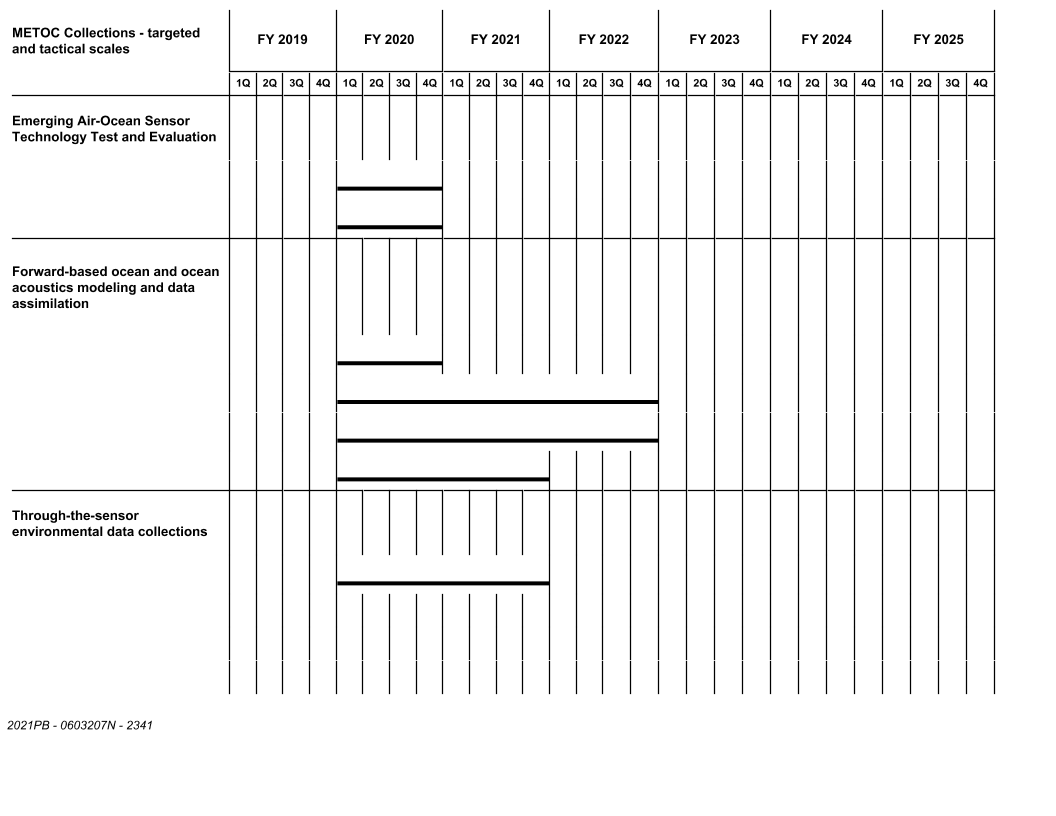 METOC Collections - targeted
and tactical scales
FY 2019 FY 2020 FY 2021 FY 2022 FY 2023 FY 2024 FY 2025
1Q 2Q 3Q 4Q 1Q 2Q 3Q 4Q 1Q 2Q 3Q 4Q 1Q 2Q 3Q 4Q 1Q 2Q 3Q 4Q 1Q 2Q 3Q 4Q 1Q 2Q 3Q 4Q
Emerging Air-Ocean Sensor
Technology Test and Evaluation
Forward-based ocean and ocean
acoustics modeling and data
assimilation
Through-the-sensor
environmental data collections
2021PB - 0603207N - 2341